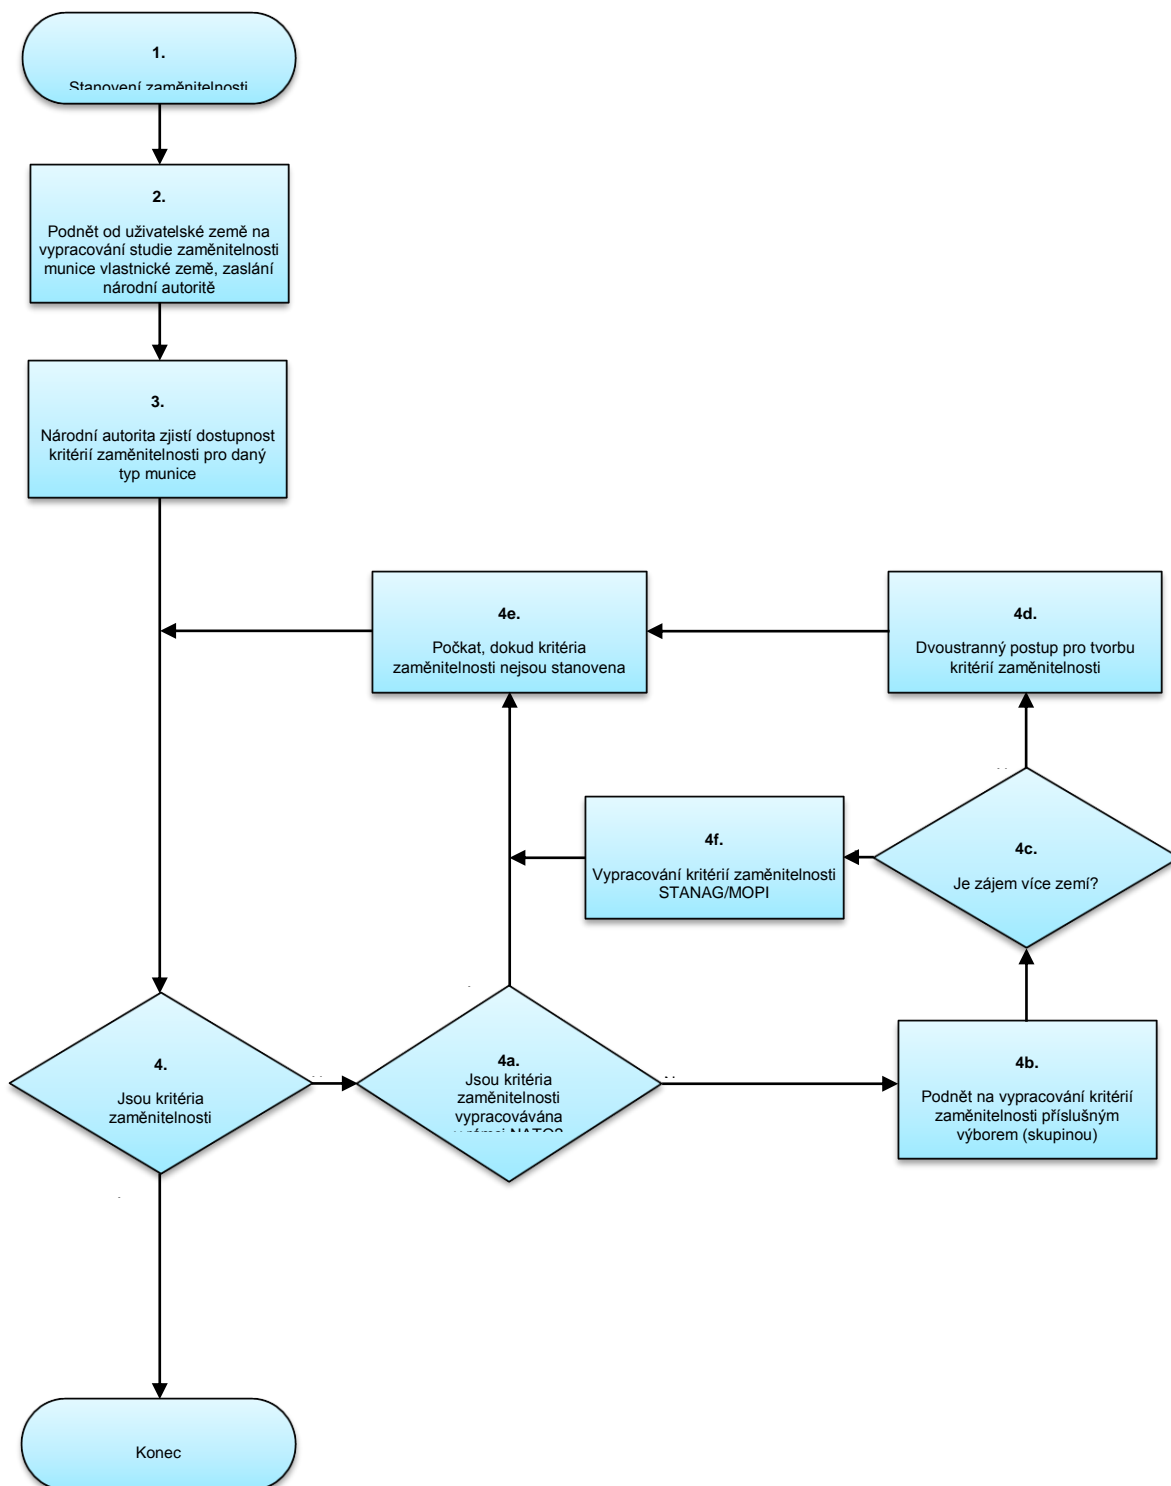 1.
Stanovení zaměnitelnosti
2.
Podnět od uživatelské země na
vypracování studie zaměnitelnosti
munice vlastnické země, zaslání
národní autoritě
3.
Národní autorita zjistí dostupnost
kritérií zaměnitelnosti pro daný
typ munice
4e.
Počkat, dokud kritéria
zaměnitelnosti nejsou stanovena
4d.
Dvoustranný postup pro tvorbu
kritérií zaměnitelnosti
4f.
Vypracování kritérií zaměnitelnosti
STANAG/MOPI
4c.
Je zájem více zemí?
4.
Jsou kritéria
zaměnitelnosti
4a.
Jsou kritéria
zaměnitelnosti
vypracovávána
v rámci NATO?
4b.
Podnět na vypracování kritérií
zaměnitelnosti příslušným
výborem (skupinou)
Konec